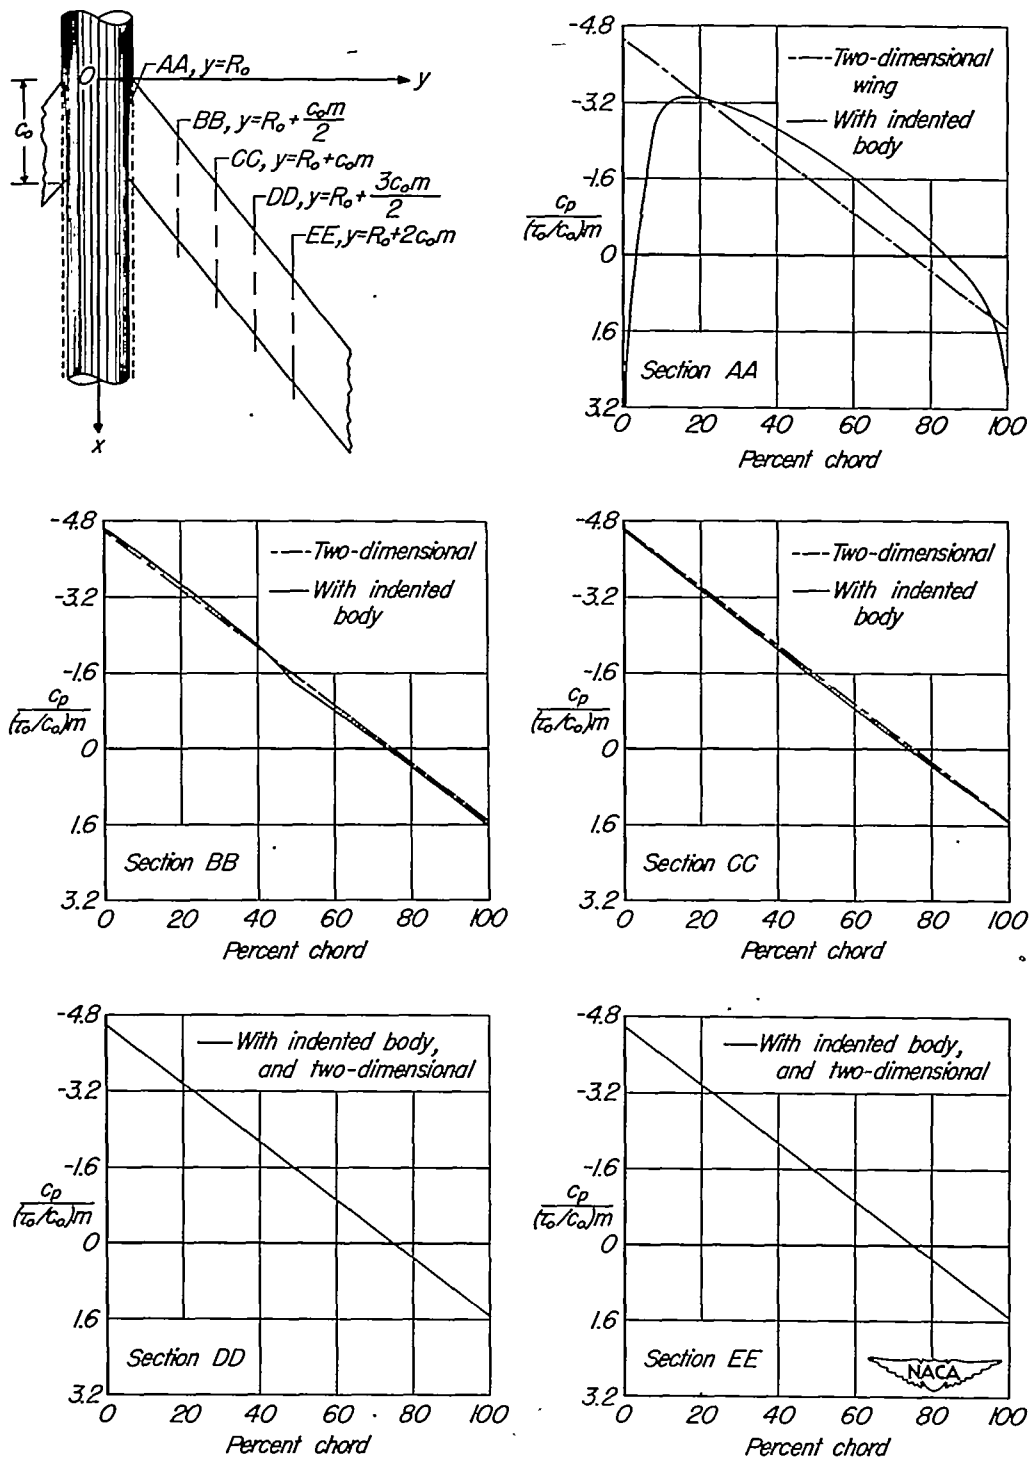 O
AA, y=R₀
y
c₀
BB, y=R₀+c₀m/2
CC, y=R₀+c₀m
DD, y=R₀+3c₀m/2
EE, y=R₀+2c₀m
x
-4.8
-3.2
-1.6
0
1.6
3.2
cₚ/(τ₀/c₀)m
Two-dimensional
wing
With indented
body
Section AA
0 20 40 60 80 100
Percent chord
-4.8
-3.2
-1.6
0
1.6
3.2
cₚ/(τ₀/c₀)m
Two-dimensional
With indented
body
Section BB
0 20 40 60 80 100
Percent chord
-4.8
-3.2
-1.6
0
1.6
3.2
cₚ/(τ₀/c₀)m
Two-dimensional
With indented
body
Section CC
0 20 40 60 80 100
Percent chord
-4.8
-3.2
-1.6
0
1.6
3.2
cₚ/(τ₀/c₀)m
With indented body,
and two-dimensional
Section DD
0 20 40 60 80 100
Percent chord
-4.8
-3.2
-1.6
0
1.6
3.2
cₚ/(τ₀/c₀)m
With indented body,
and two-dimensional
Section EE
NACA
0 20 40 60 80 100
Percent chord